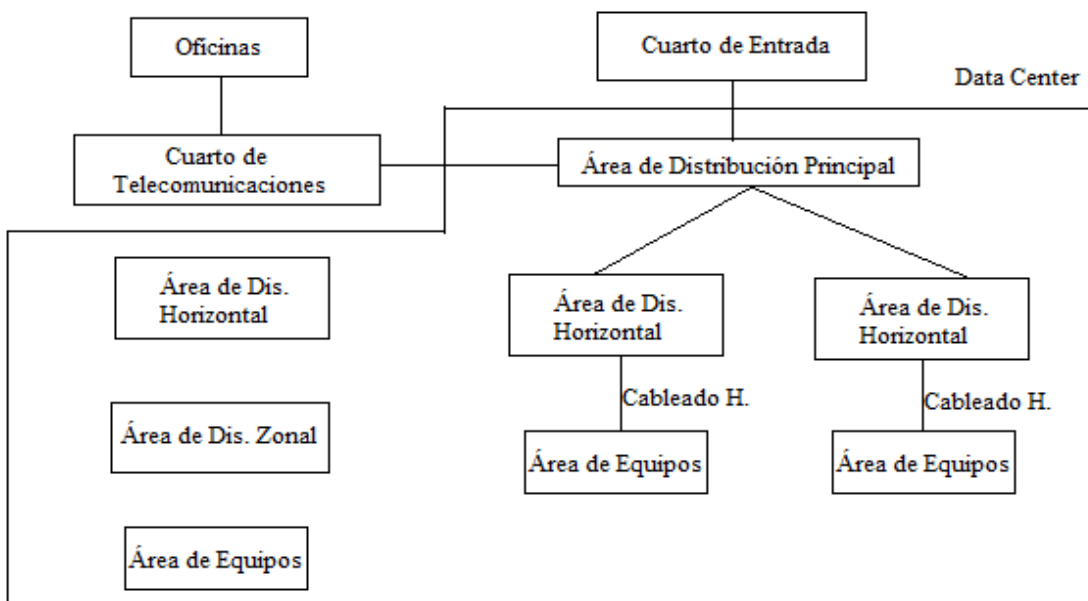 Oficinas
Cuarto de Entrada
Data Center
Cuarto de
Telecomunicaciones
Área de Distribución Principal
Área de Dis.
Horizontal
Área de Dis.
Horizontal
Área de Dis.
Horizontal
Cableado H.
Cableado H.
Área de Dis. Zonal
Área de Equipos
Área de Equipos
Área de Equipos